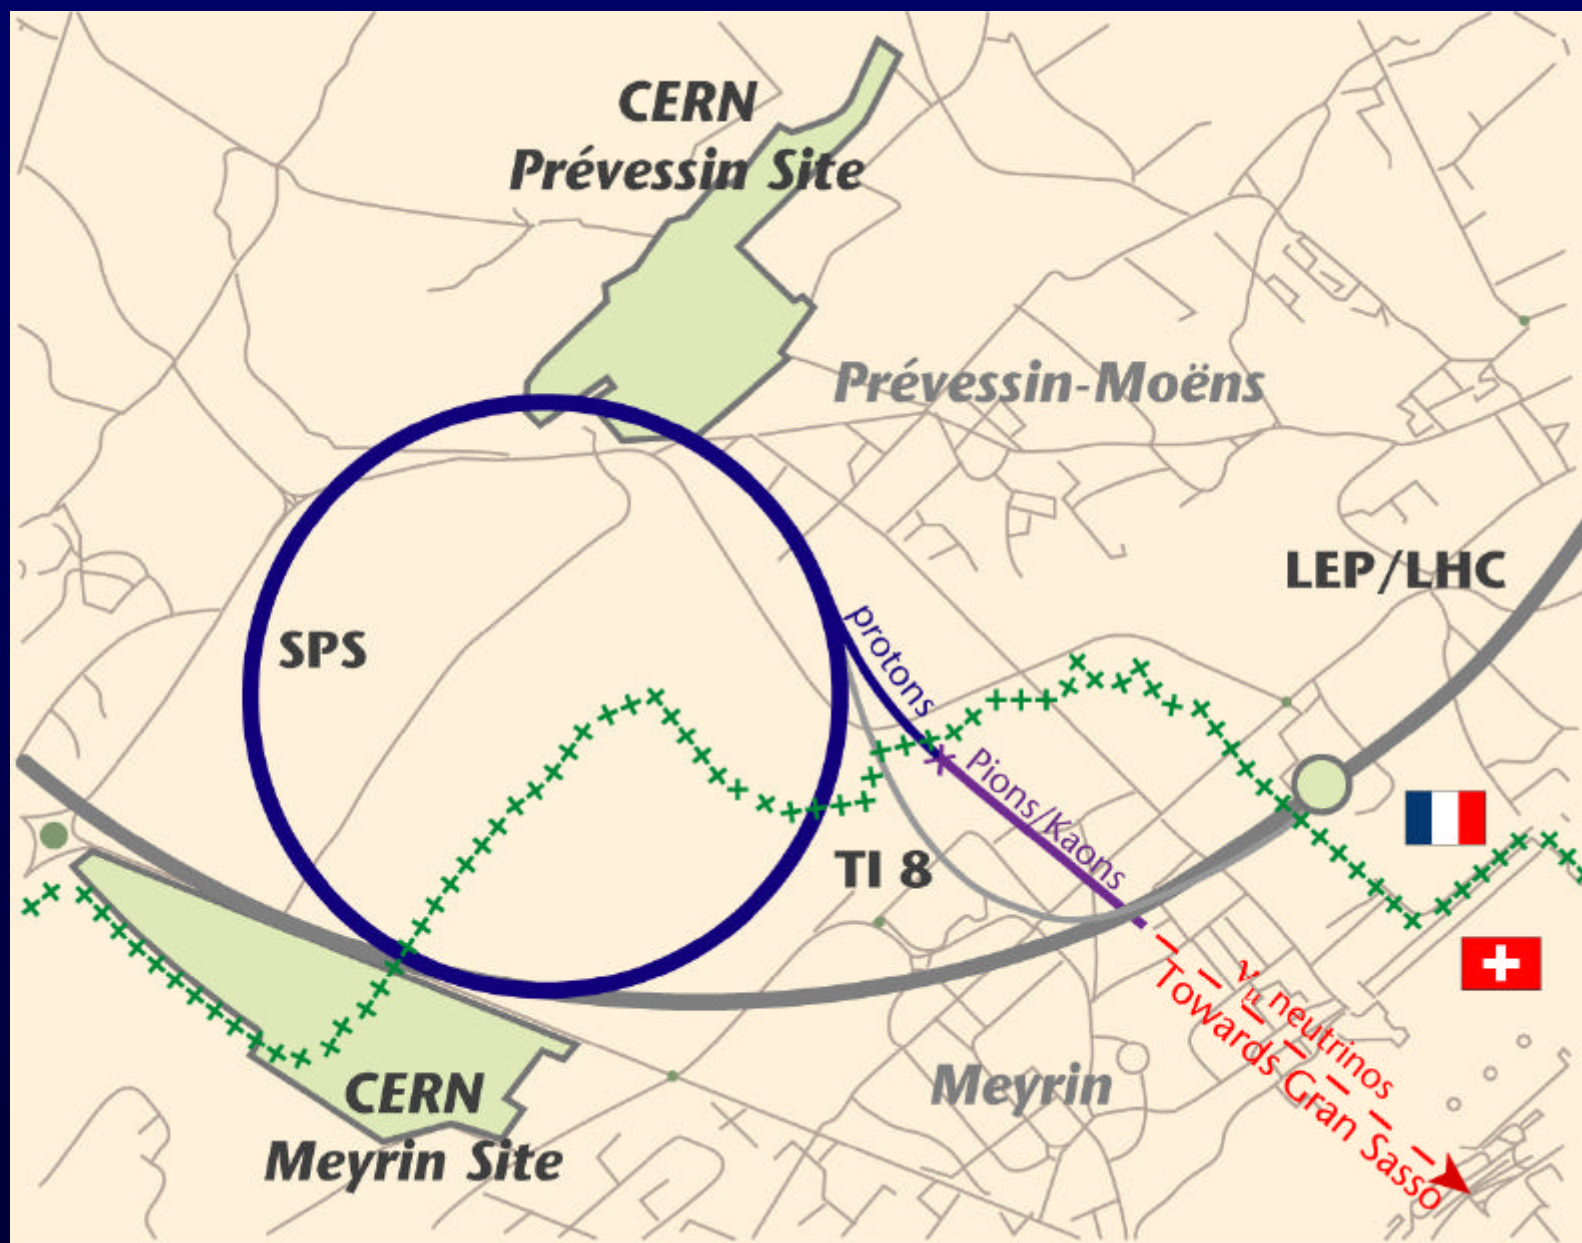 CERN
Prévessin Site
Prévessin-Moëns
LEP/LHC
SPS
protons
Pions/Kaons
TI 8
νμ neutrinos
Towards Gran Sasso
Meyrin
CERN
Meyrin Site